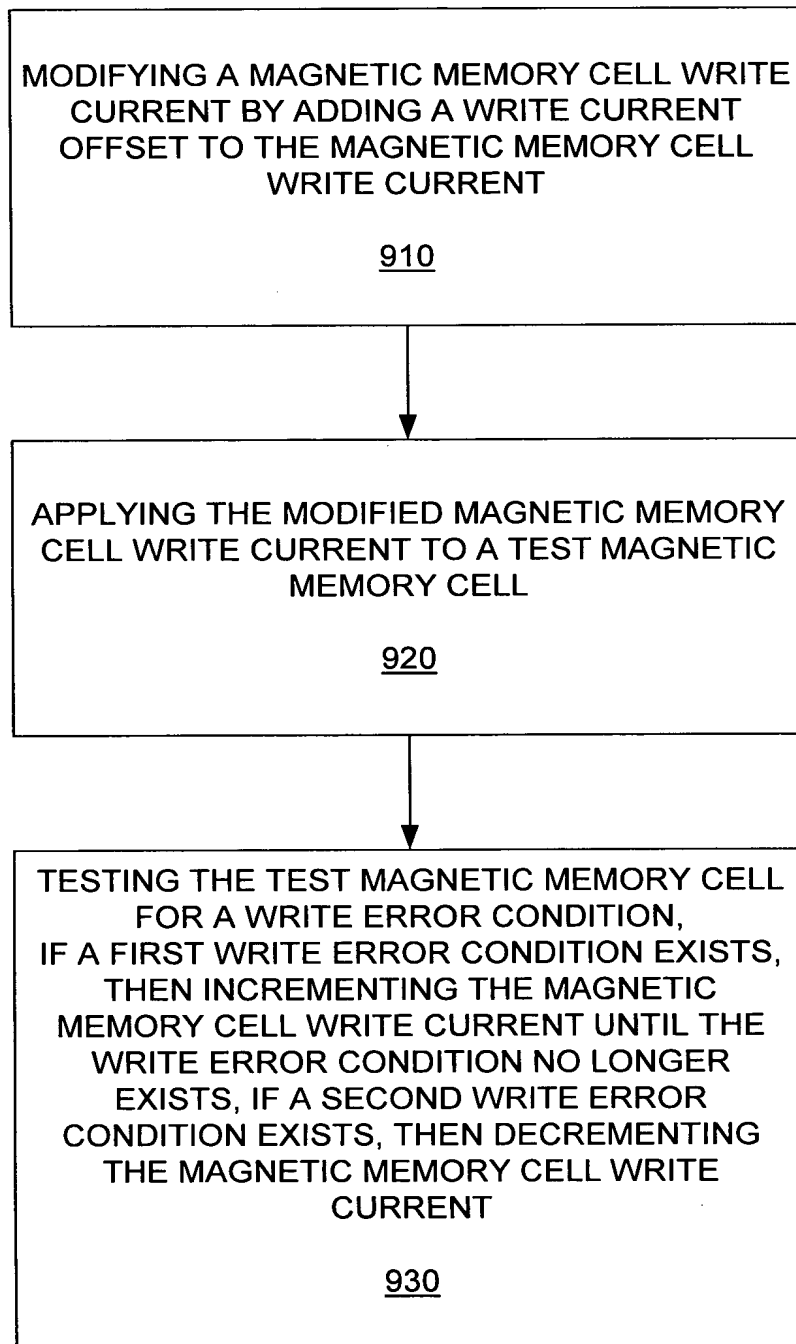 MODIFYING A MAGNETIC MEMORY CELL WRITE
CURRENT BY ADDING A WRITE CURRENT
OFFSET TO THE MAGNETIC MEMORY CELL
WRITE CURRENT
910
APPLYING THE MODIFIED MAGNETIC MEMORY
CELL WRITE CURRENT TO A TEST MAGNETIC
MEMORY CELL
920
TESTING THE TEST MAGNETIC MEMORY CELL
FOR A WRITE ERROR CONDITION,
IF A FIRST WRITE ERROR CONDITION EXISTS,
THEN INCREMENTING THE MAGNETIC
MEMORY CELL WRITE CURRENT UNTIL THE
WRITE ERROR CONDITION NO LONGER
EXISTS, IF A SECOND WRITE ERROR
CONDITION EXISTS, THEN DECREMENTING
THE MAGNETIC MEMORY CELL WRITE
CURRENT
930